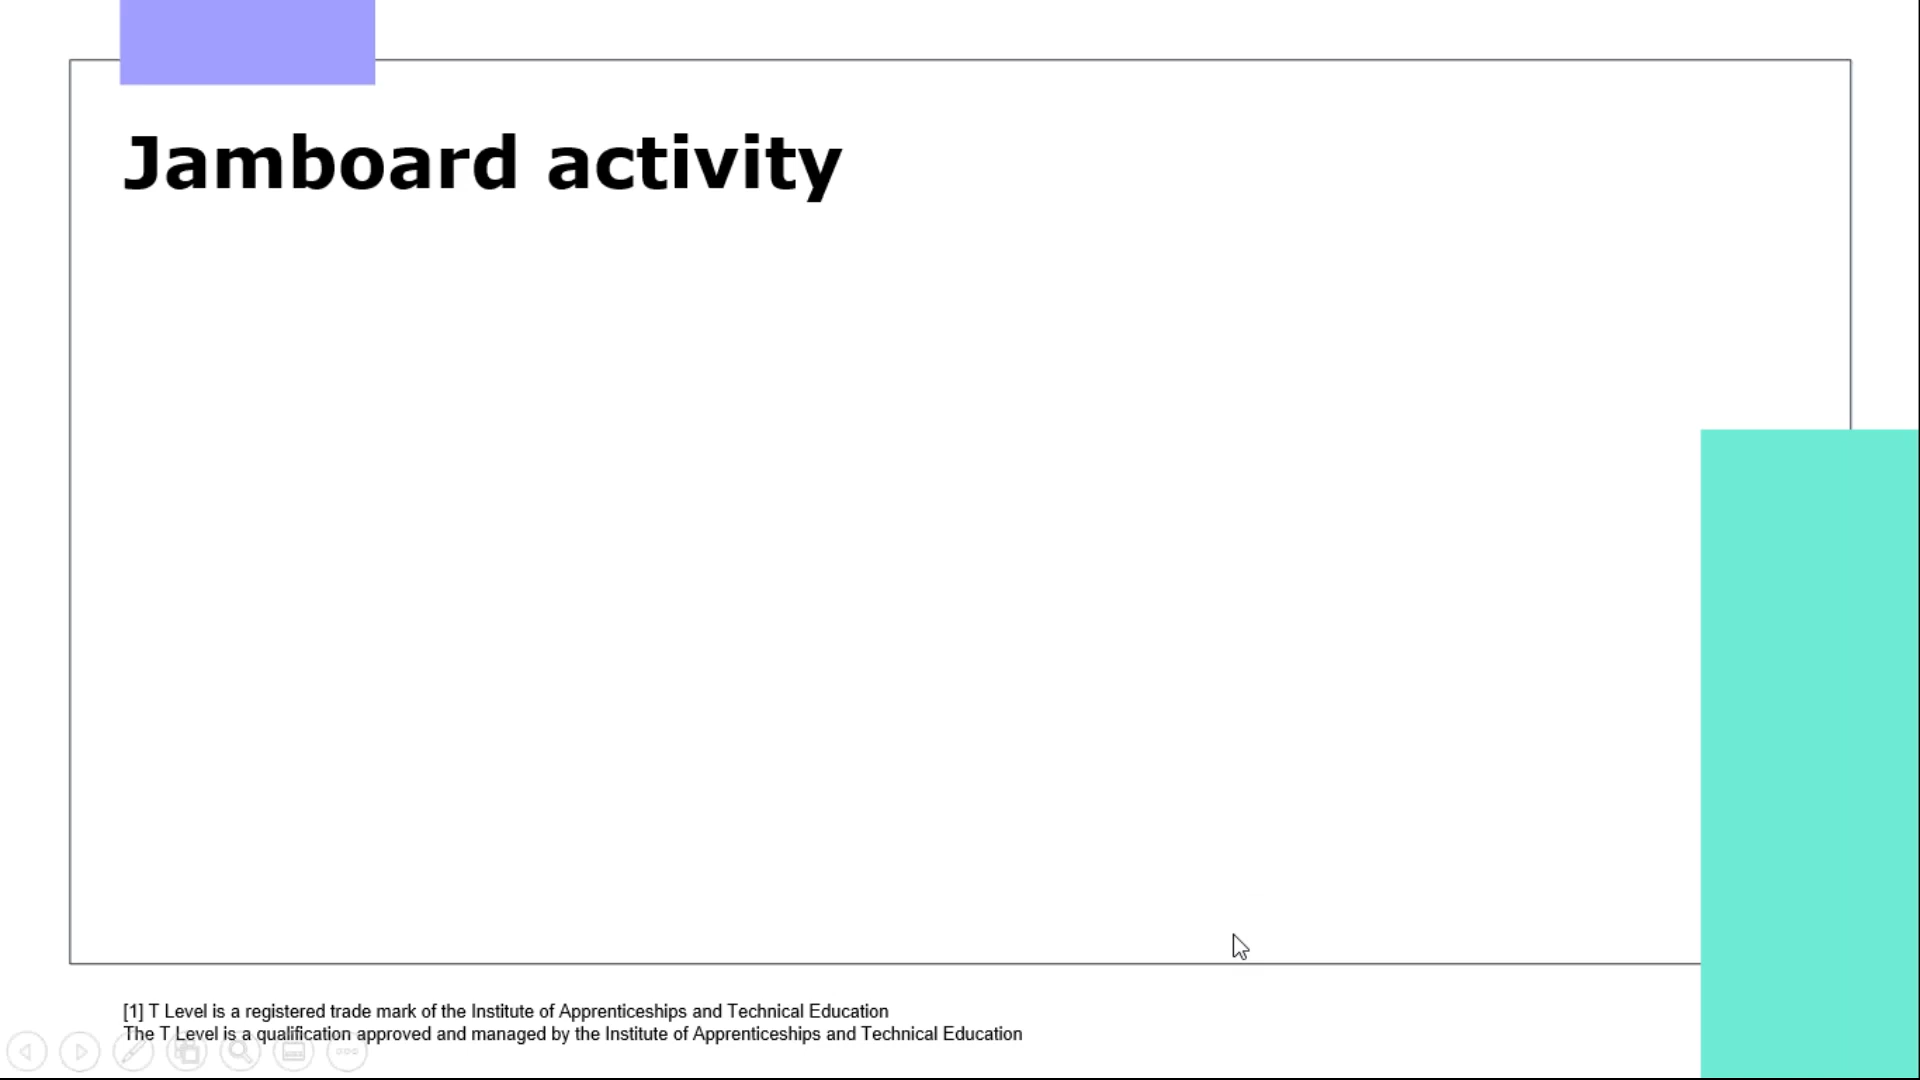 Jamboard activity
[1] T Level is a registered trade mark of the Institute of Apprenticeships and Technical Education
The T Level is a qualification approved and managed by the Institute of Apprenticeships and Technical Education